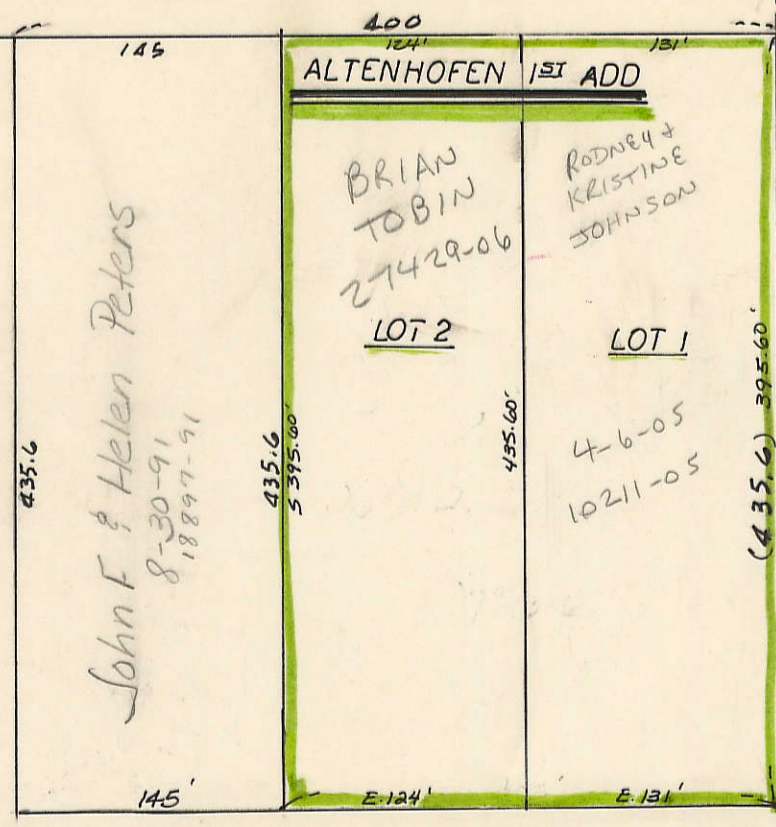 400
145
124'
131'
ALTENHOFEN 1ST ADD
BRIAN
TOBIN
27429-06
RODNEY &
KRISTINE
JOHNSON
LOT 2
LOT 1
John F & Helen Peters
8-30-91
18897-91
435.6
435.6
S 395.60'
435.60'
4-6-05
10211-05
(435.6) 395.60'
145'
E. 124'
E. 131'